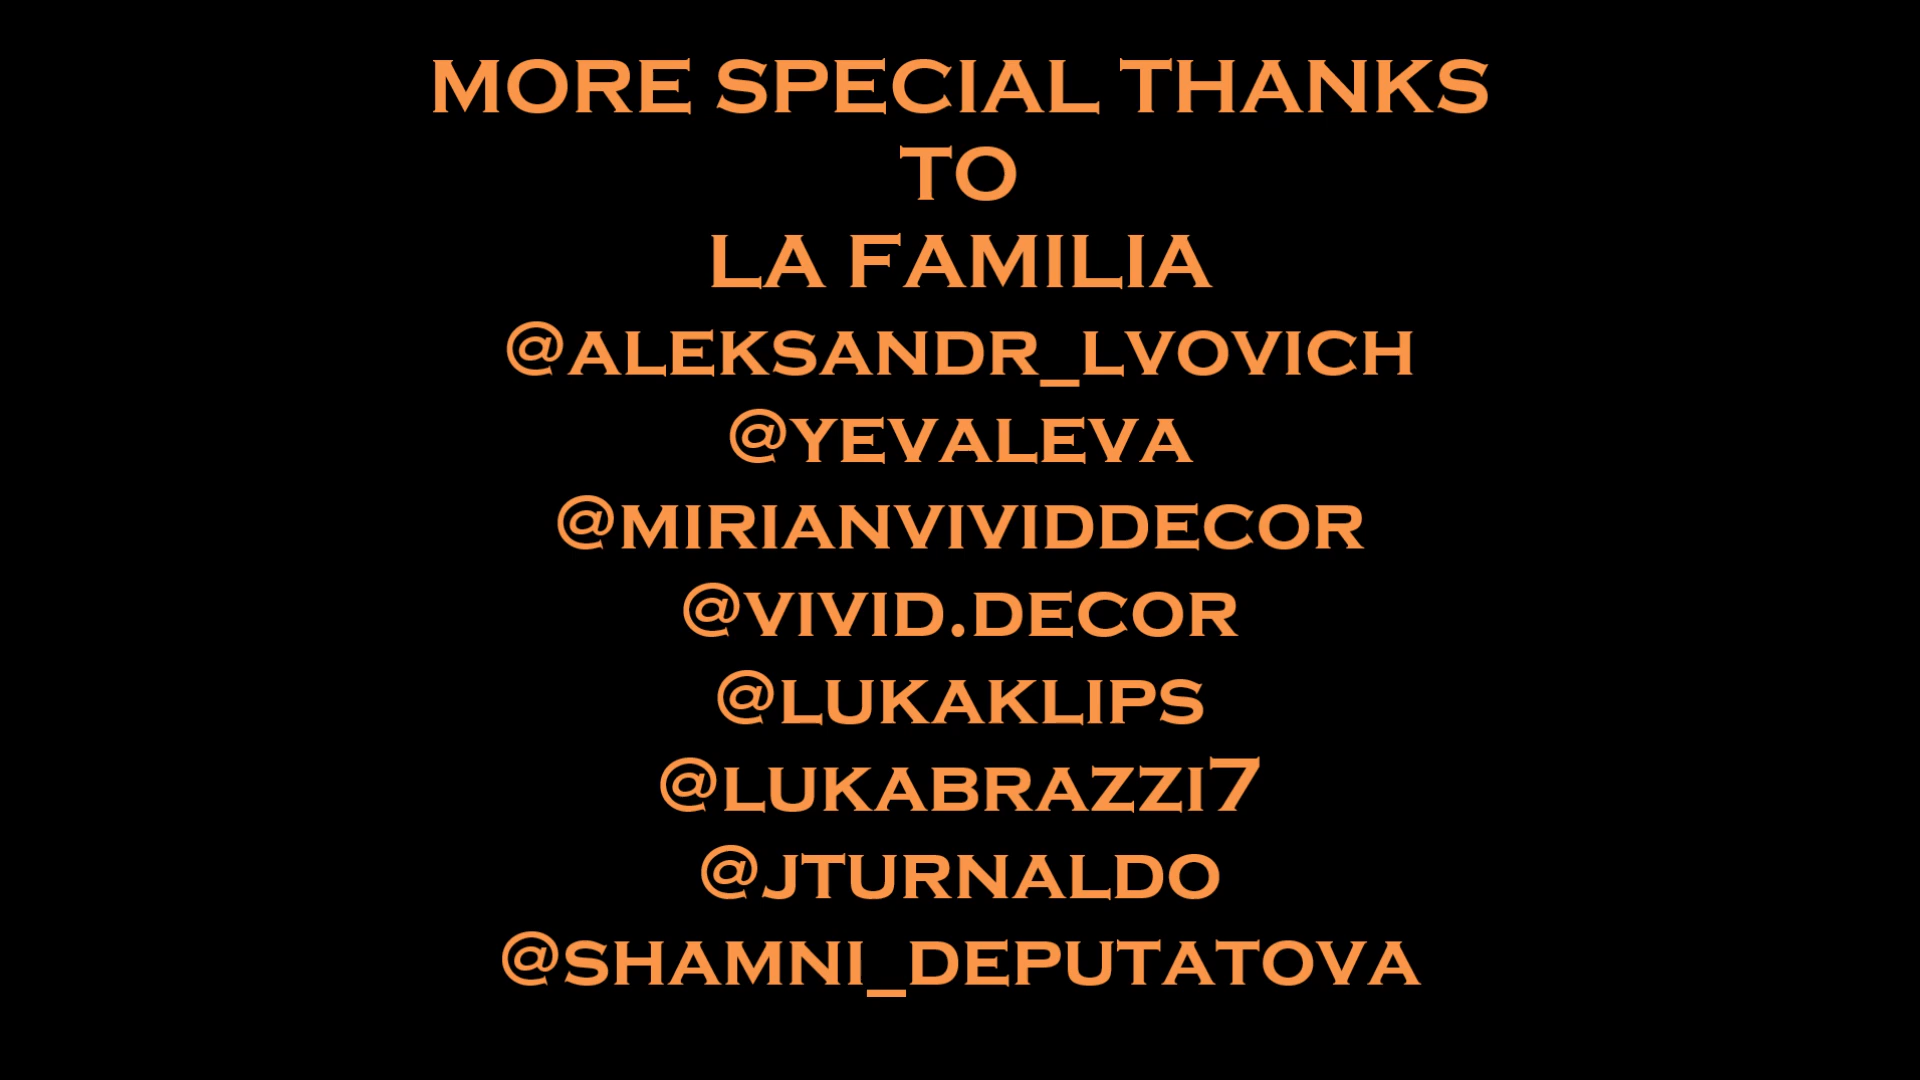 MORE SPECIAL THANKS
TO
LA FAMILIA
@ALEKSANDR_LVOVICH
@YEVALEVA
@MIRIANVIVIDDECOR
@VIVID.DECOR
@LUKAKLIPS
@LUKABRAZZI7
@JTURNALDO
@SHAMNI_DEPUTATOVA